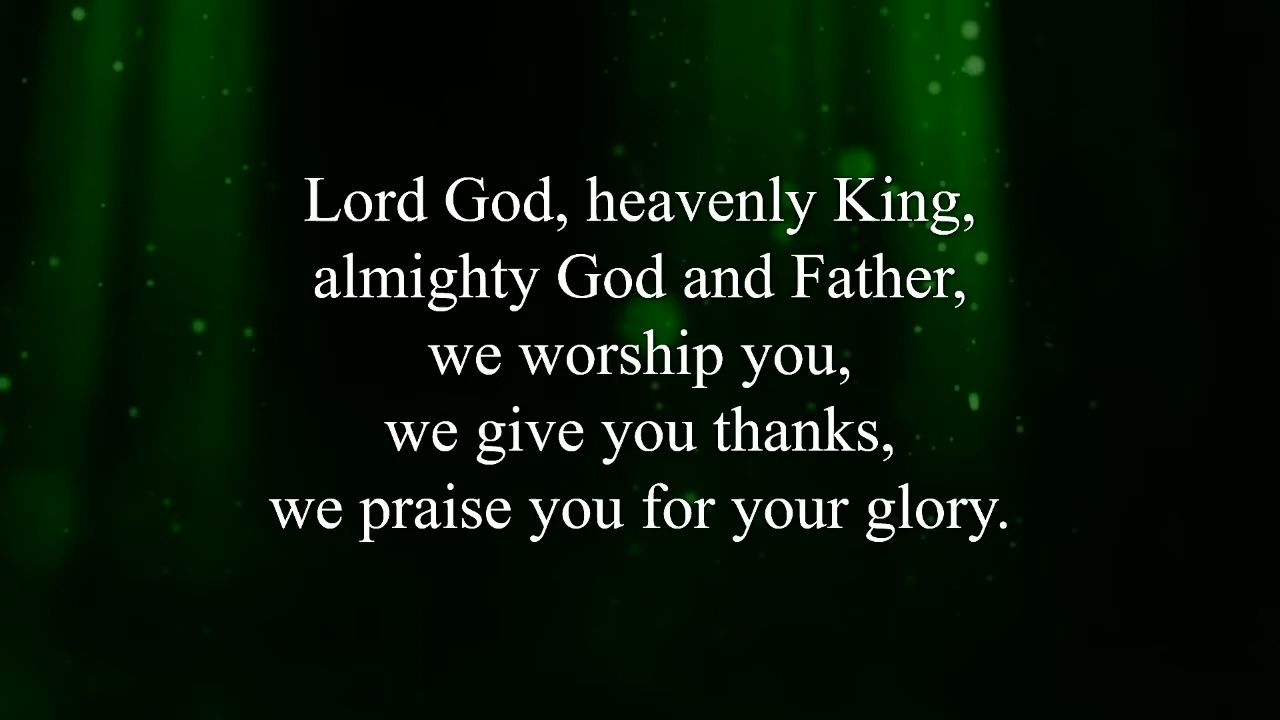 Lord God, heavenly King,
almighty God and Father,
we worship you,
we give you thanks,
we praise you for your glory.